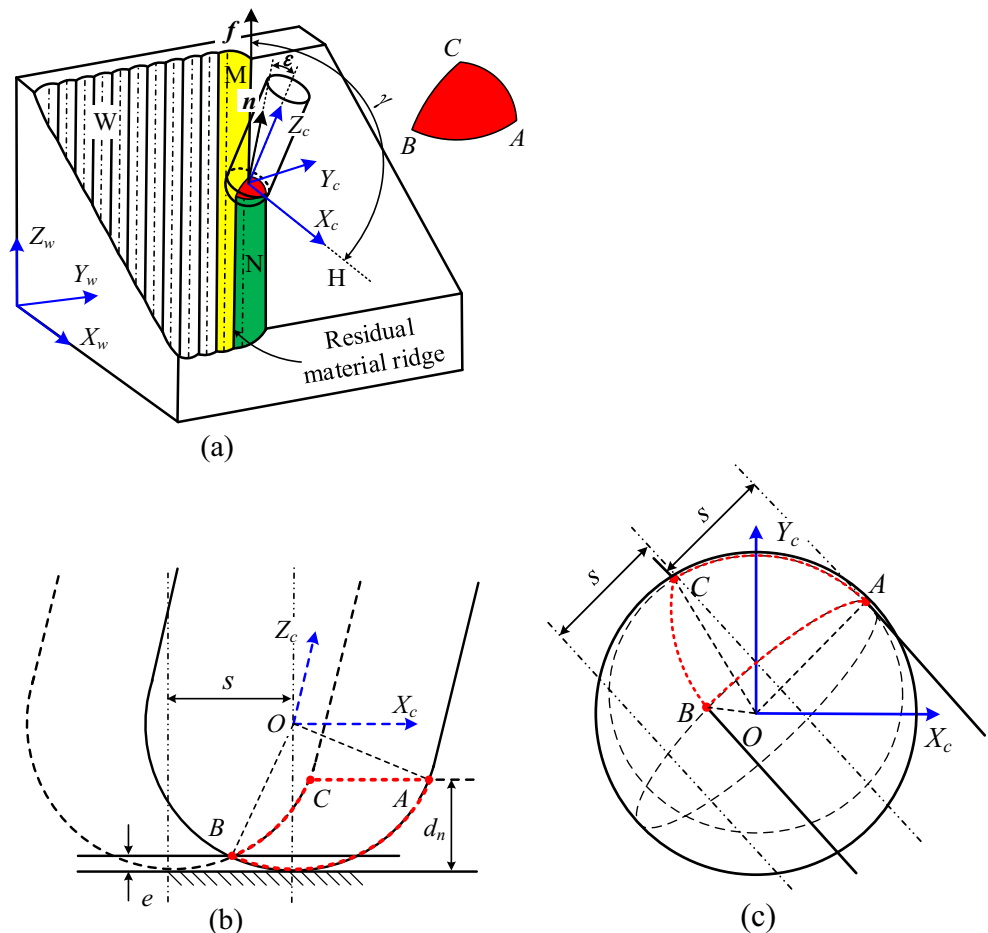 f
M
ε
n
W
Z_c
γ
C
B
A
Y_c
X_c
Z_w
Y_w
X_w
N
H
Residual
material ridge
(a)
Z_c
s
X_c
O
C
A
B
d_n
e
(b)
s
s
Y_c
C
A
B
O
X_c
(c)